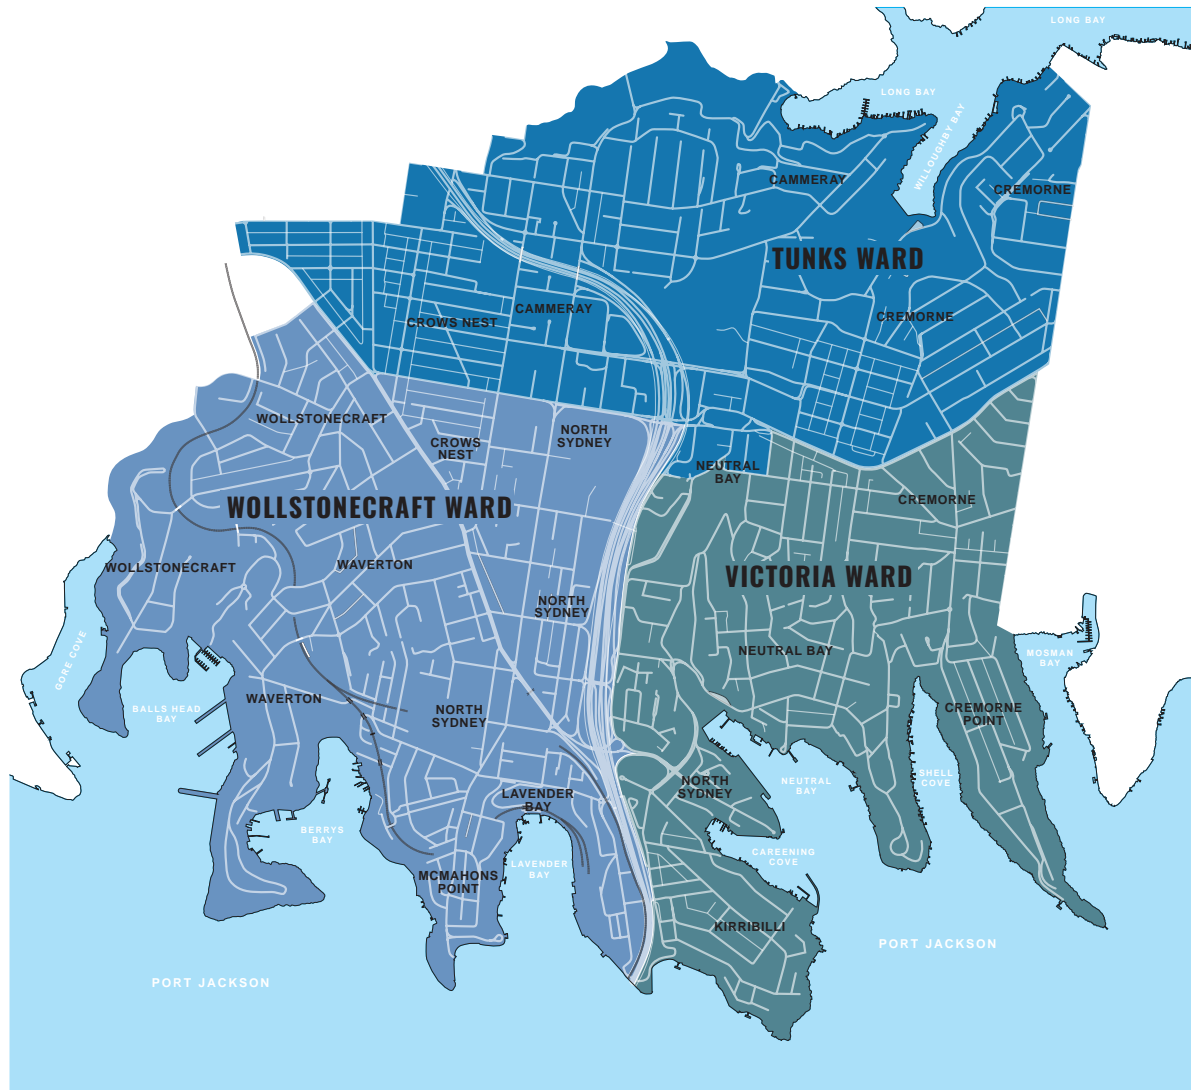 LONG BAY
LONG BAY
WILLOUGHBY BAY
CAMMERAY
CREMORNE
TUNKS WARD
CAMMERAY
CROWS NEST
CREMORNE
WOLLSTONECRAFT
CROWS
NEST
NORTH
SYDNEY
NEUTRAL
BAY
CREMORNE
WOLLSTONECRAFT WARD
WOLLSTONECRAFT
WAVERTON
VICTORIA WARD
NORTH
SYDNEY
NEUTRAL BAY
MOSMAN
BAY
GORE COVE
BALLS HEAD
BAY
WAVERTON
NORTH
SYDNEY
CREMORNE
POINT
LAVENDER
BAY
NORTH
SYDNEY
NEUTRAL
BAY
SHELL
COVE
BERRYS
BAY
CAREENING
COVE
MCMAHONS
POINT
LAVENDER
BAY
KIRRIBILLI
PORT JACKSON
PORT JACKSON